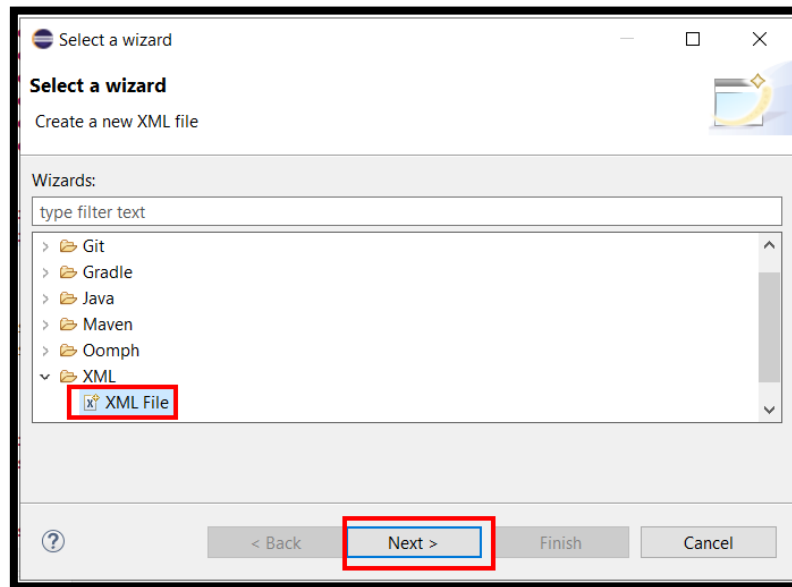 Select a wizard
Select a wizard
Create a new XML file
Wizards:
type filter text
Git
Gradle
Java
Maven
Oomph
XML
XML File
< Back Next > Finish Cancel